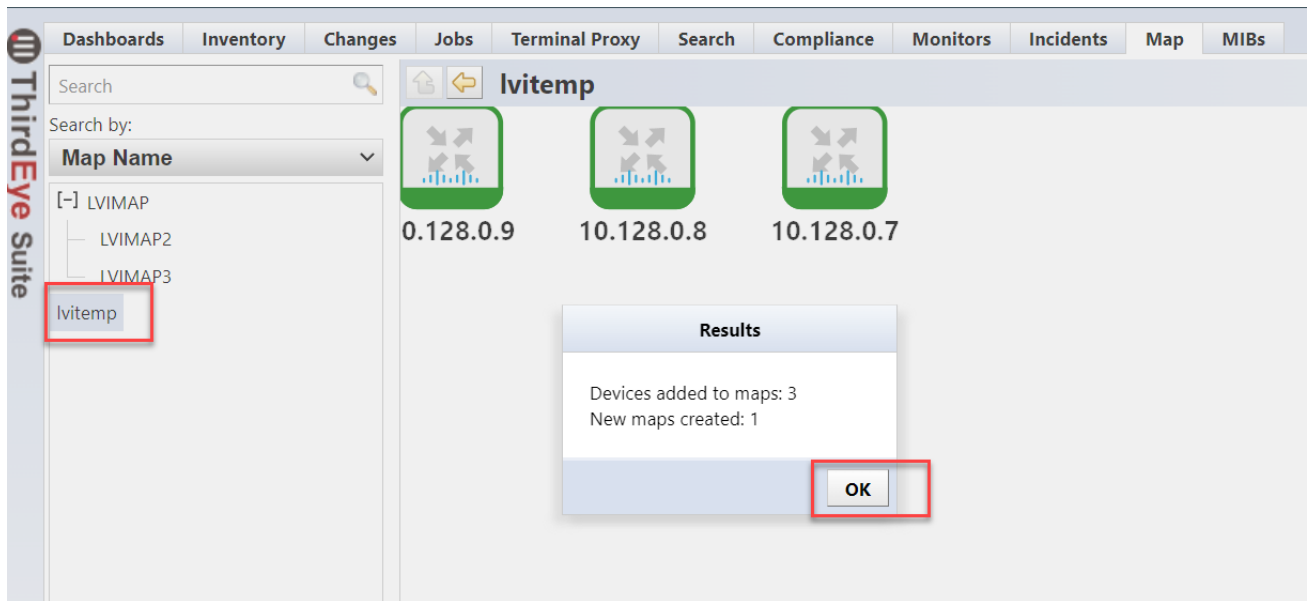 ThirdEye Suite
Dashboards Inventory Changes Jobs Terminal Proxy Search Compliance Monitors Incidents Map MIBs
Search
lvitemp
Search by:
Map Name
[-] LVIMAP
LVIMAP2
LVIMAP3
lvitemp
0.128.0.9 10.128.0.8 10.128.0.7
Results
Devices added to maps: 3
New maps created: 1
OK